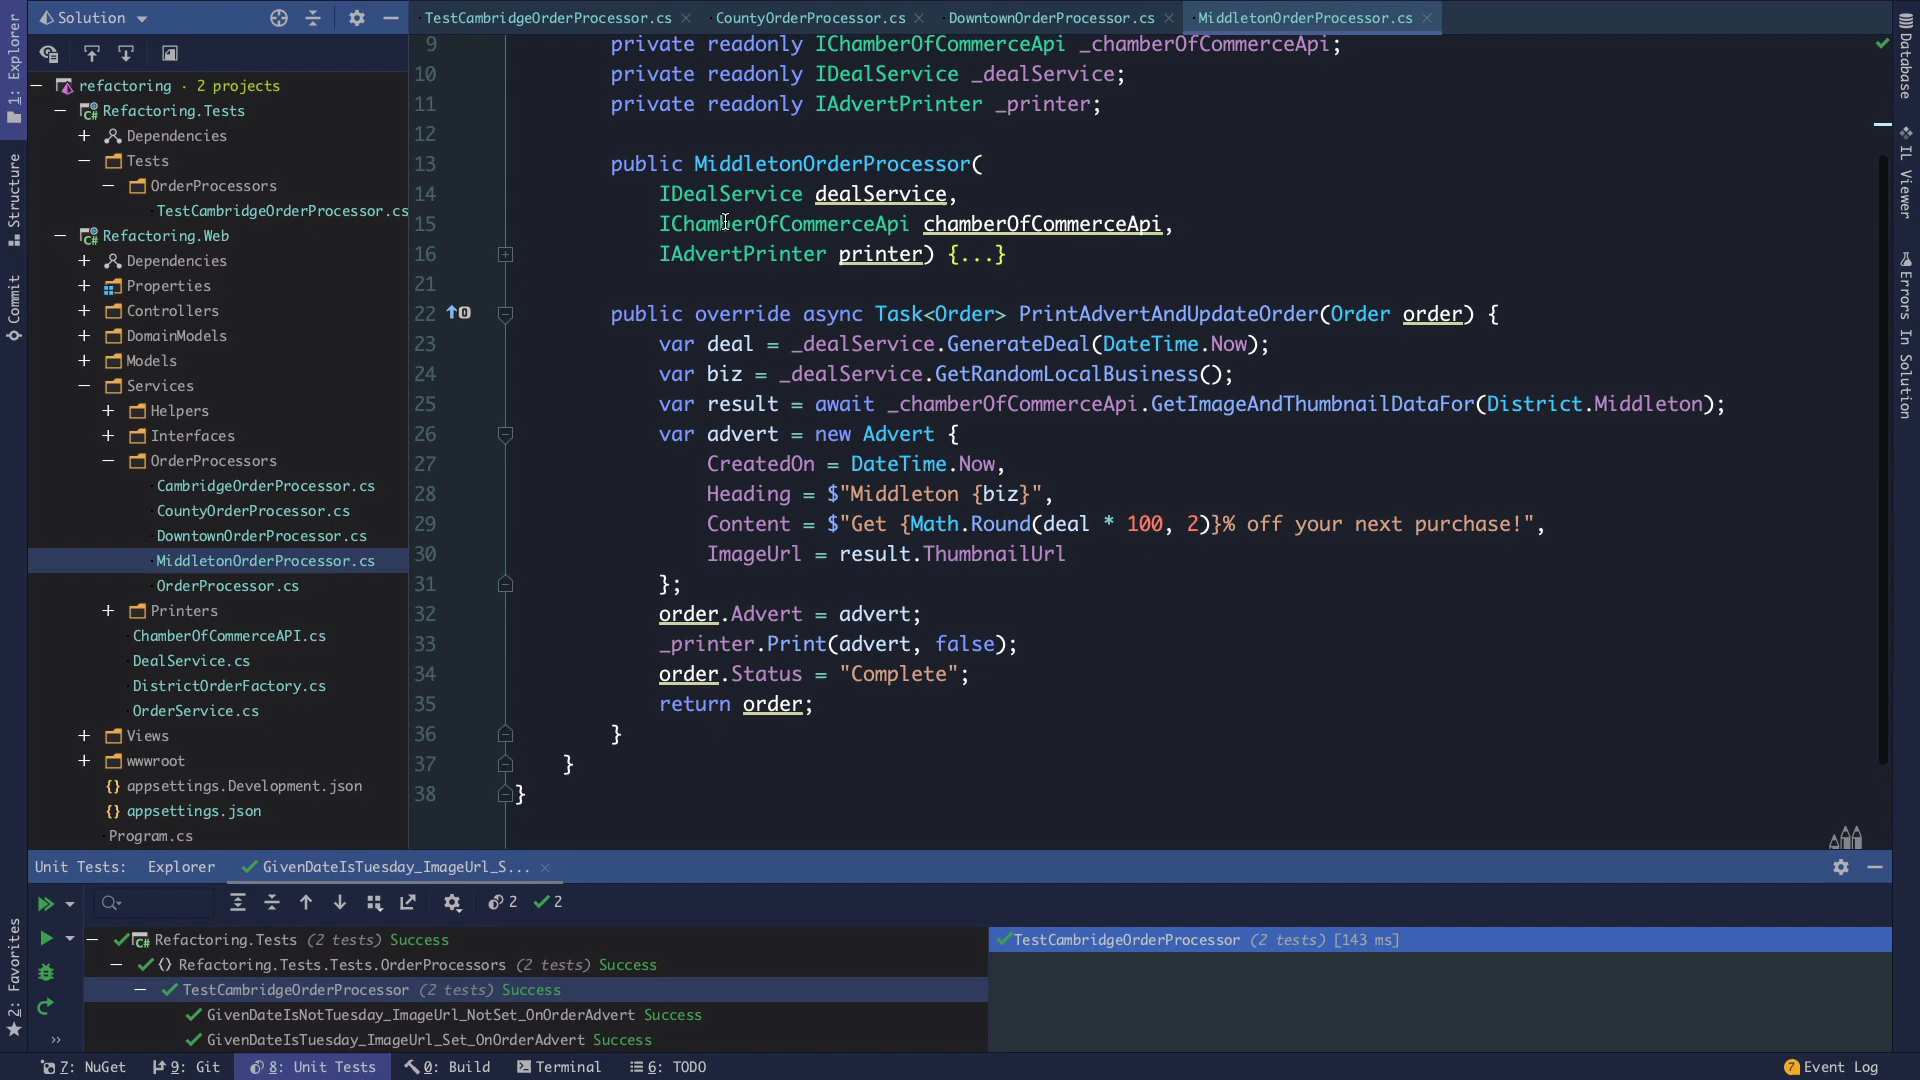 Solution
TestCambridgeOrderProcessor.cs
CountyOrderProcessor.cs
DowntownOrderProcessor.cs
MiddletonOrderProcessor.cs
1: Explorer
Structure
Commit
2: Favorites
refactoring · 2 projects
Refactoring.Tests
Dependencies
Tests
OrderProcessors
TestCambridgeOrderProcessor.cs
Refactoring.Web
Dependencies
Properties
Controllers
DomainModels
Models
Services
Helpers
Interfaces
OrderProcessors
CambridgeOrderProcessor.cs
CountyOrderProcessor.cs
DowntownOrderProcessor.cs
MiddletonOrderProcessor.cs
OrderProcessor.cs
Printers
ChamberOfCommerceAPI.cs
DealService.cs
DistrictOrderFactory.cs
OrderService.cs
Views
wwwroot
{} appsettings.Development.json
{} appsettings.json
Program.cs
9 private readonly IChamberOfCommerceApi _chamberOfCommerceApi;
10 private readonly IDealService _dealService;
11 private readonly IAdvertPrinter _printer;
12
13 public MiddletonOrderProcessor(
14 IDealService dealService,
15 IChamberOfCommerceApi chamberOfCommerceApi,
16 IAdvertPrinter printer) {...}
21
22 public override async Task<Order> PrintAdvertAndUpdateOrder(Order order) {
23 var deal = _dealService.GenerateDeal(DateTime.Now);
24 var biz = _dealService.GetRandomLocalBusiness();
25 var result = await _chamberOfCommerceApi.GetImageAndThumbnailDataFor(District.Middleton);
26 var advert = new Advert {
27 CreatedOn = DateTime.Now,
28 Heading = $"Middleton {biz}",
29 Content = $"Get {Math.Round(deal * 100, 2)}% off your next purchase!",
30 ImageUrl = result.ThumbnailUrl
31 };
32 order.Advert = advert;
33 _printer.Print(advert, false);
34 order.Status = "Complete";
35 return order;
36 }
37 }
38 }
Database
IL Viewer
Errors In Solution
Unit Tests: Explorer GivenDateIsTuesday_ImageUrl_S...
2 2
Refactoring.Tests (2 tests) Success
Refactoring.Tests.Tests.OrderProcessors (2 tests) Success
TestCambridgeOrderProcessor (2 tests) Success
GivenDateIsNotTuesday_ImageUrl_NotSet_OnOrderAdvert Success
GivenDateIsTuesday_ImageUrl_Set_OnOrderAdvert Success
TestCambridgeOrderProcessor (2 tests) [143 ms]
7: NuGet 9: Git 8: Unit Tests 0: Build Terminal 6: TODO 7 Event Log